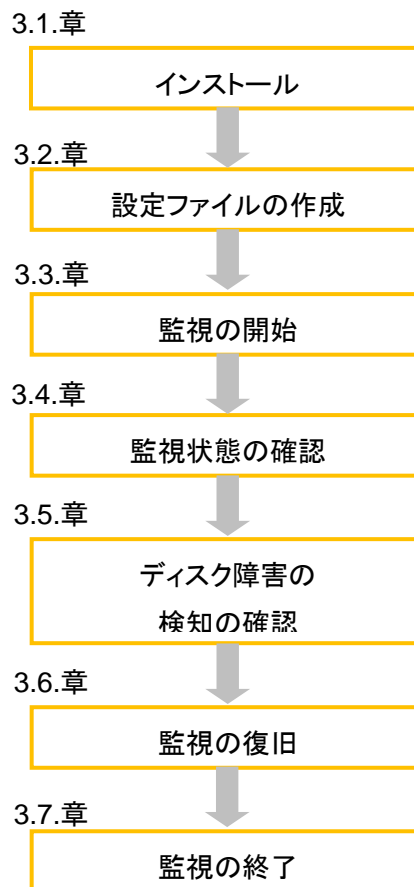 3.1.章
インストール
3.2.章
設定ファイルの作成
3.3.章
監視の開始
3.4.章
監視状態の確認
3.5.章
ディスク障害の
検知の確認
3.6.章
監視の復旧
3.7.章
監視の終了